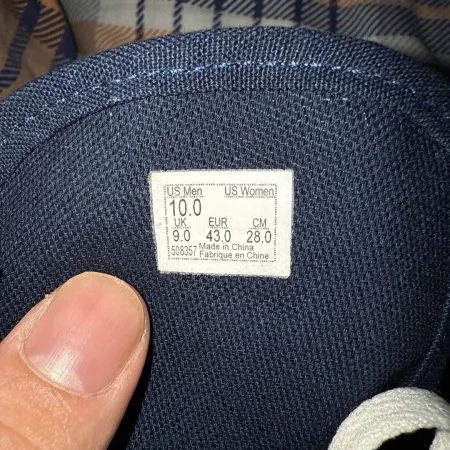 US Men US Women
10.0
UK EUR CM
9.0 43.0 28.0
508357 Made in China
Fabrique en Chine